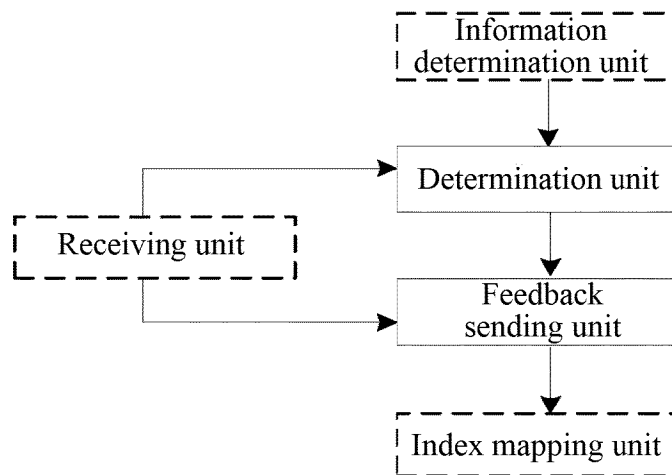 Information
determination unit
Determination unit
Receiving unit
Feedback
sending unit
Index mapping unit